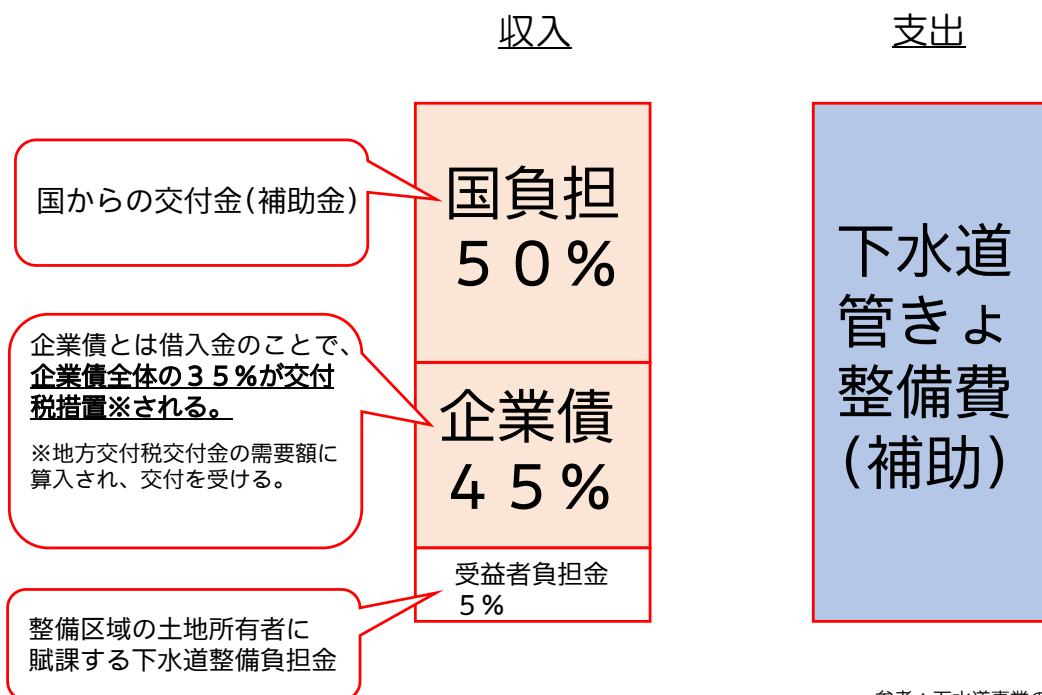 収入
支出
国からの交付金(補助金)
国負担
５０%
企業債とは借入金のことで、
企業債全体の３５%が交付
税措置※される。
※地方交付税交付金の需要額に
算入され、交付を受ける。
企業債
４５%
受益者負担金
５%
整備区域の土地所有者に
賦課する下水道整備負担金
下水道
管きょ
整備費
(補助)